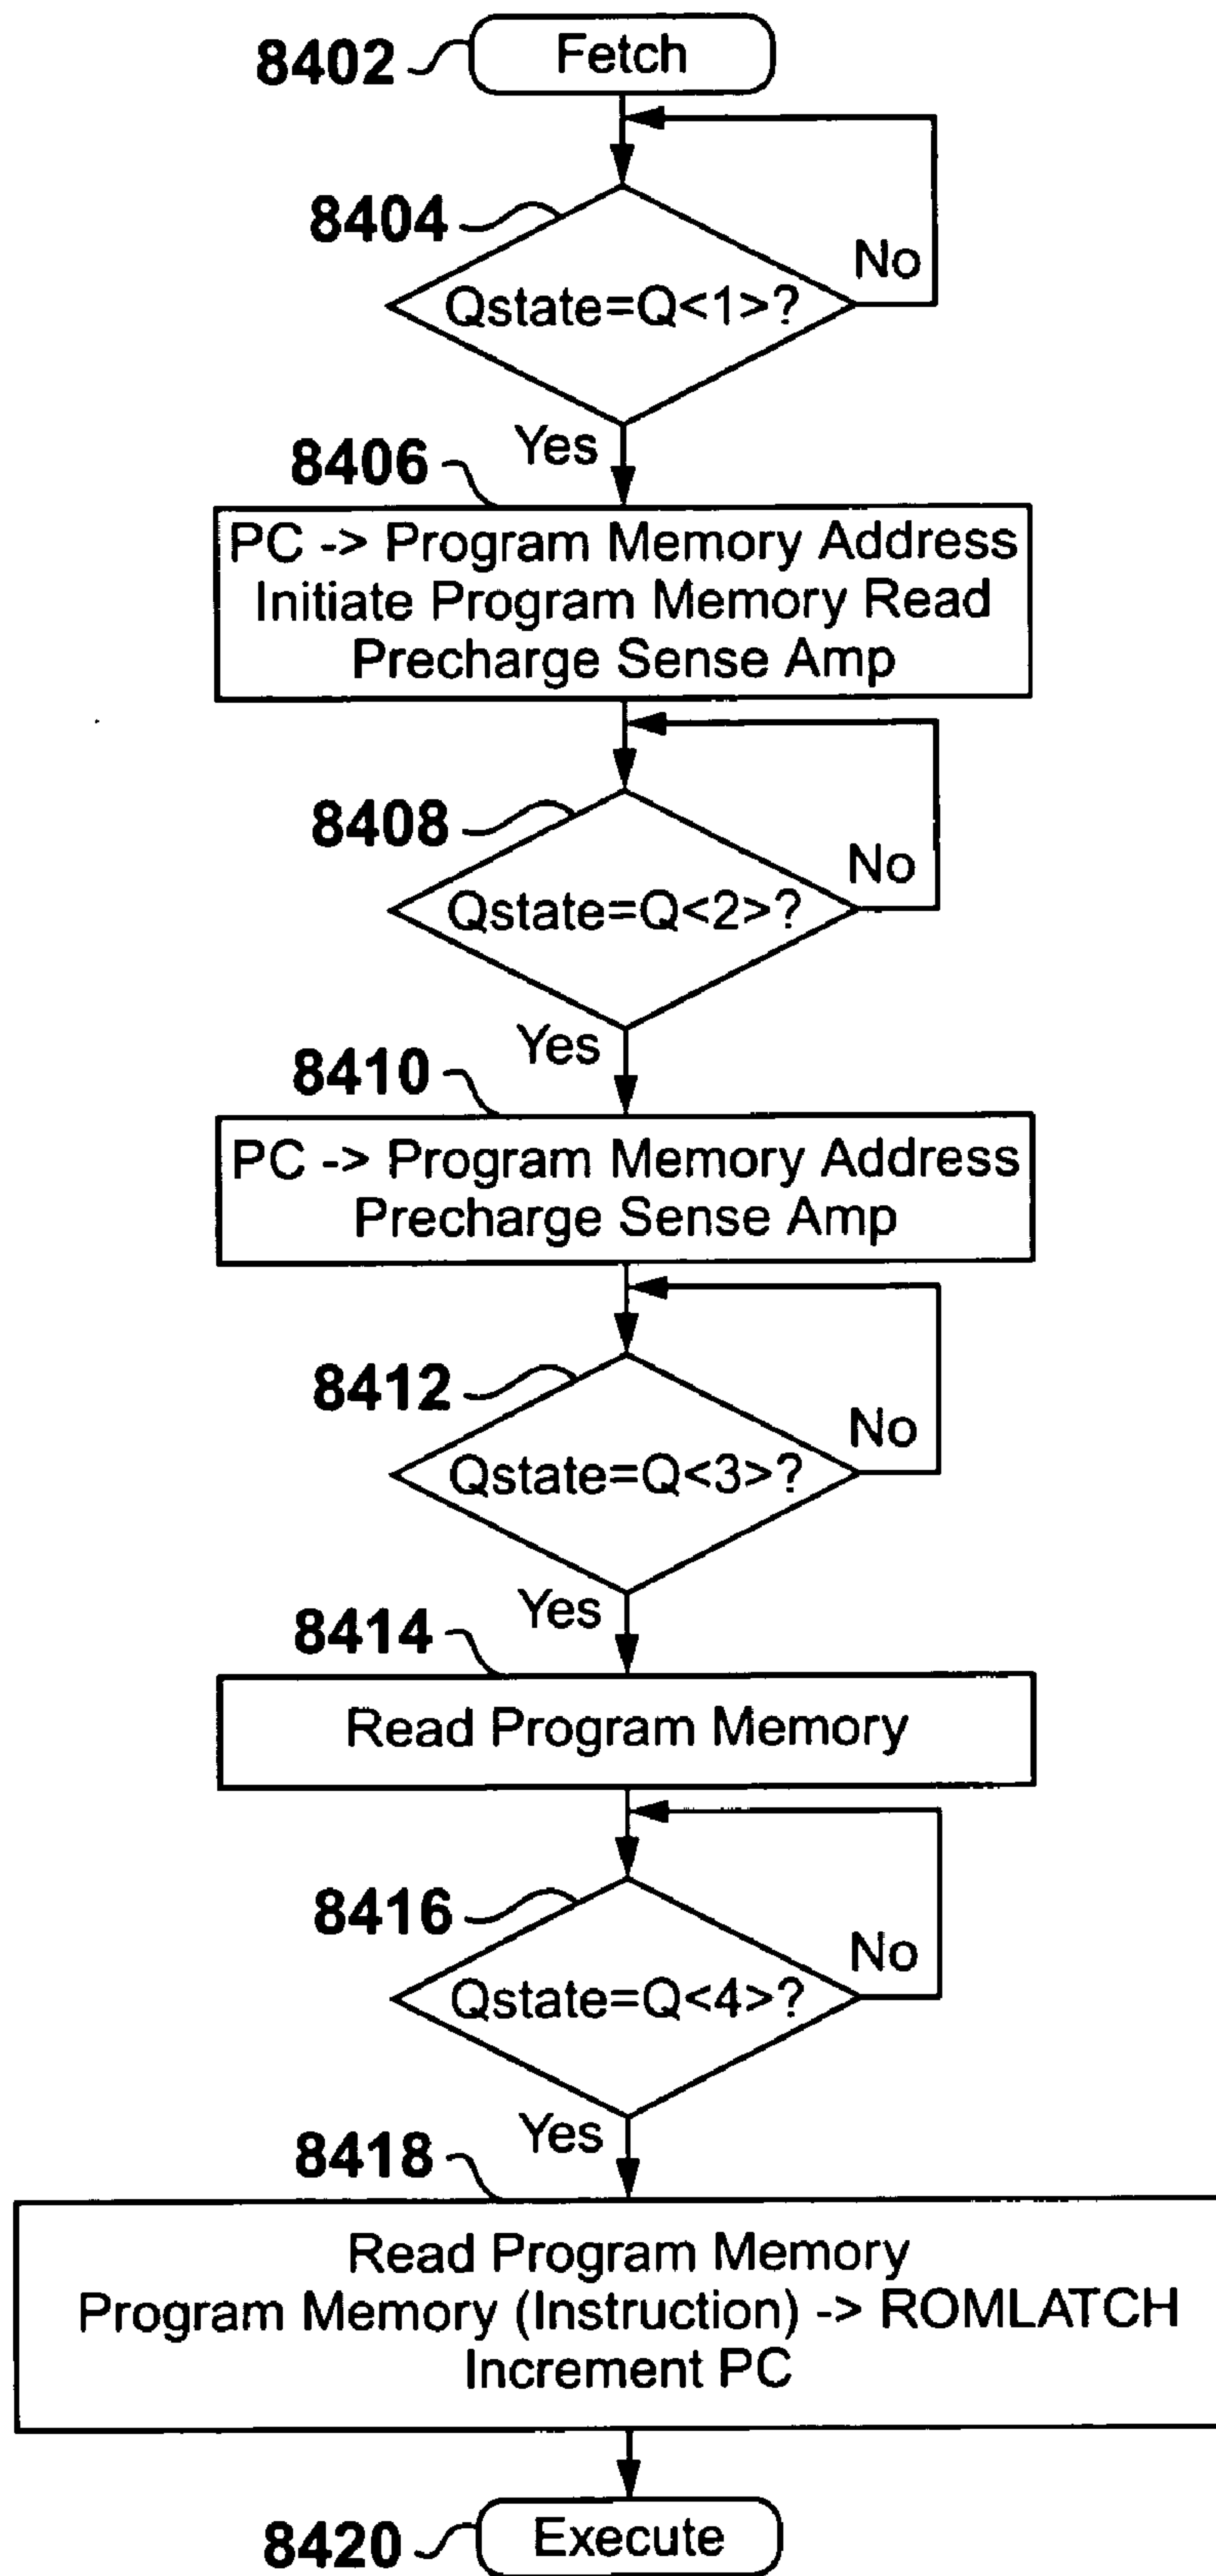 8402
Fetch
8404
Qstate=Q<1>?
No
Yes
8406
PC -> Program Memory Address
Initiate Program Memory Read
Precharge Sense Amp
8408
Qstate=Q<2>?
No
Yes
8410
PC -> Program Memory Address
Precharge Sense Amp
8412
Qstate=Q<3>?
No
Yes
8414
Read Program Memory
8416
Qstate=Q<4>?
No
Yes
8418
Read Program Memory
Program Memory (Instruction) -> ROMLATCH
Increment PC
8420
Execute